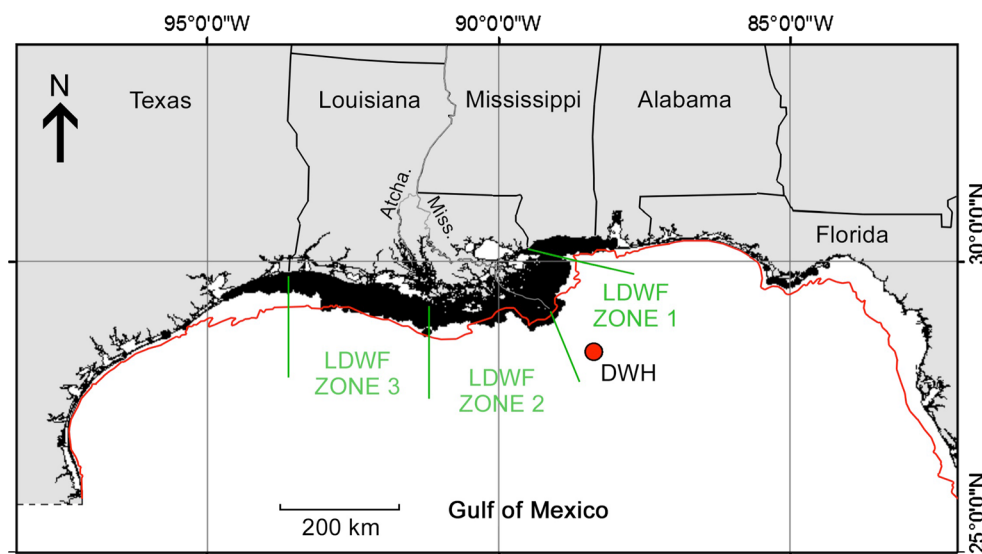 95°0'0"W
90°0'0"W
85°0'0"W
N
Texas
Louisiana
Mississippi
Alabama
Atcha.
Miss.
Florida
30°0'0"N
LDWF
ZONE 1
LDWF
ZONE 3
LDWF
ZONE 2
DWH
200 km
Gulf of Mexico
25°0'0"N